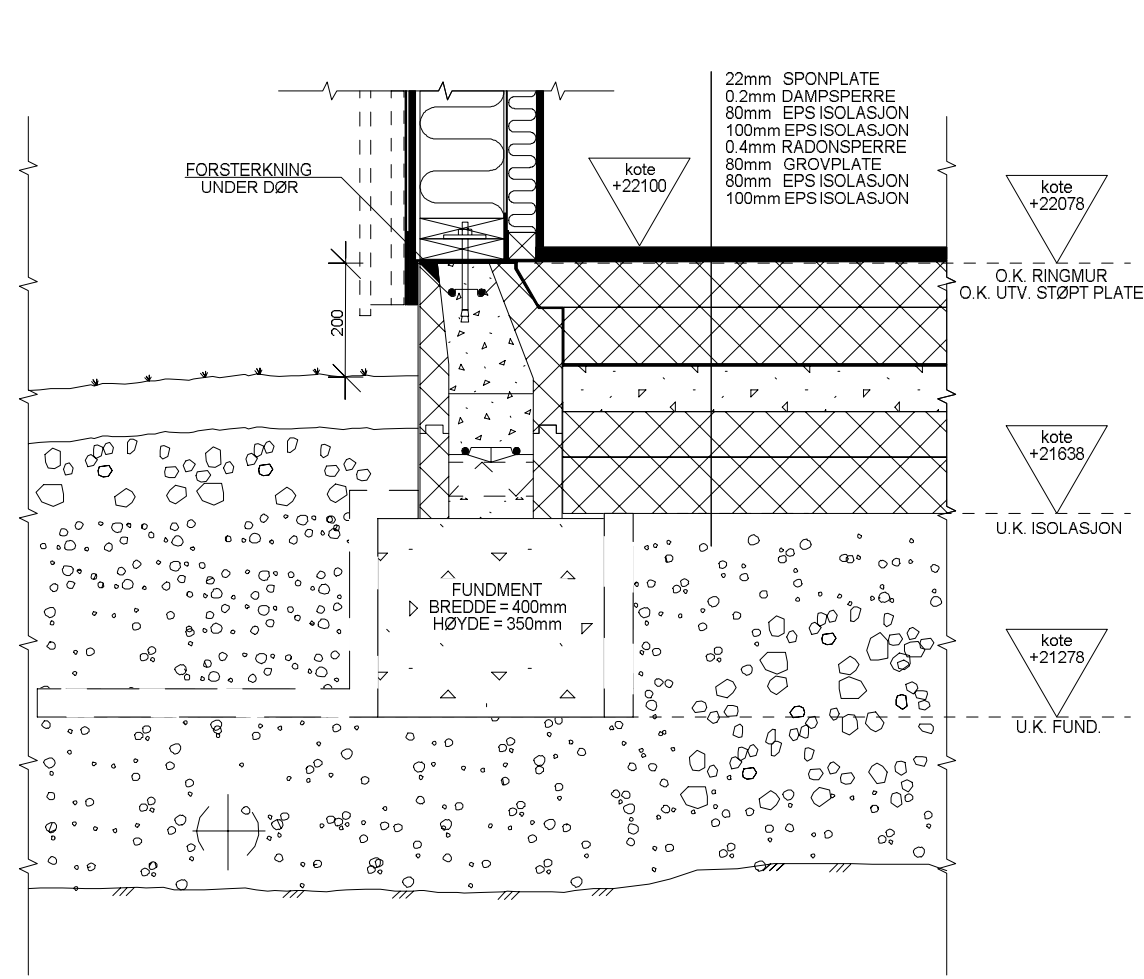 22mm SPONPLATE
0.2mm DAMPSPERRE
80mm EPS ISOLASJON
100mm EPS ISOLASJON
0.4mm RADONSPERRE
80mm GROVPLATE
80mm EPS ISOLASJON
100mm EPS ISOLASJON
FORSTERKNING
UNDER DØR
kote
+22100
kote
+22078
O.K. RINGMUR
O.K. UTV. STØPT PLATE
200
kote
+21638
U.K. ISOLASJON
FUNDMENT
BREDDE = 400mm
HØYDE = 350mm
kote
+21278
U.K. FUND.